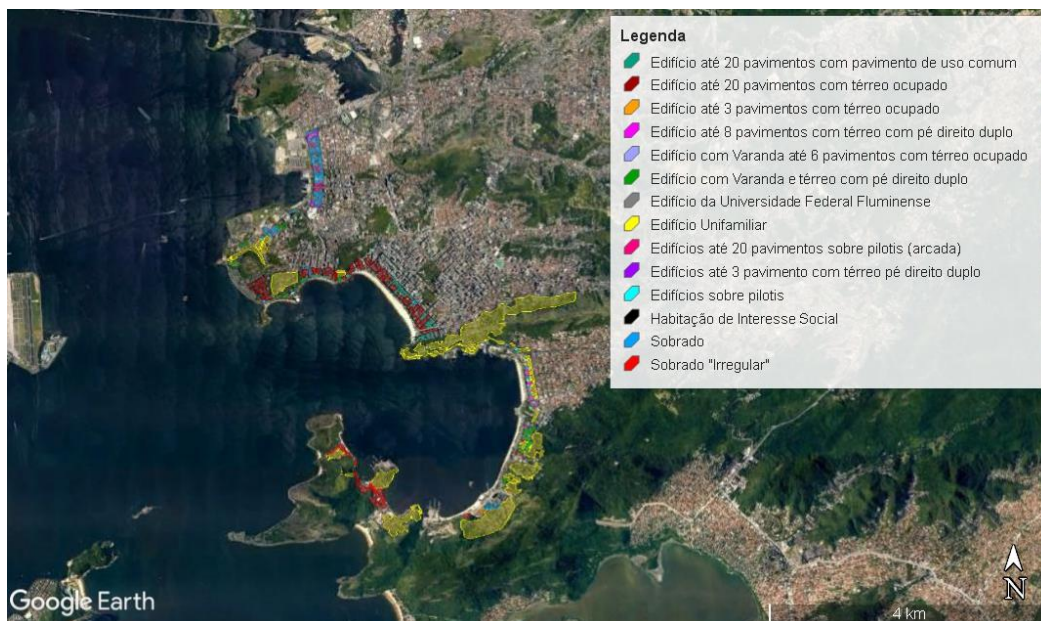 Legenda
Edifício até 20 pavimentos com pavimento de uso comum
Edifício até 20 pavimentos com térreo ocupado
Edifício até 3 pavimentos com térreo ocupado
Edifício até 8 pavimentos com térreo com pé direito duplo
Edifício com Varanda até 6 pavimentos com térreo ocupado
Edifício com Varanda e térreo com pé direito duplo
Edifício da Universidade Federal Fluminense
Edifício Unifamiliar
Edifícios até 20 pavimentos sobre pilotis (arcada)
Edifícios até 3 pavimento com térreo pé direito duplo
Edifícios sobre pilotis
Habitação de Interesse Social
Sobrado
Sobrado "Irregular"
N
Google Earth
4 km